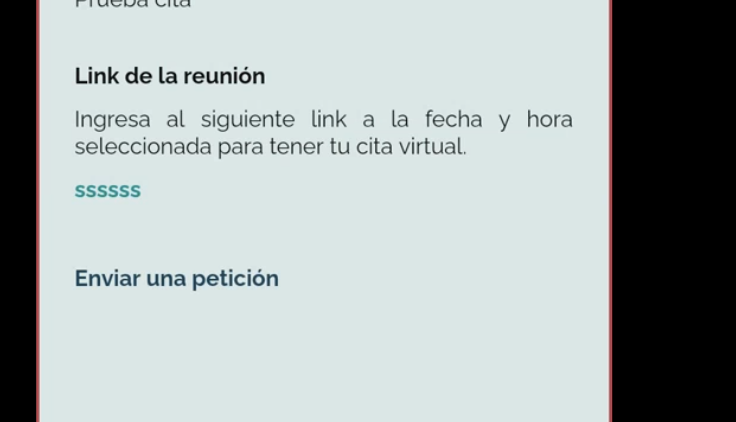 Prueba cita
Link de la reunión
Ingresa al siguiente link a la fecha y hora
seleccionada para tener tu cita virtual.
ssssss
Enviar una petición